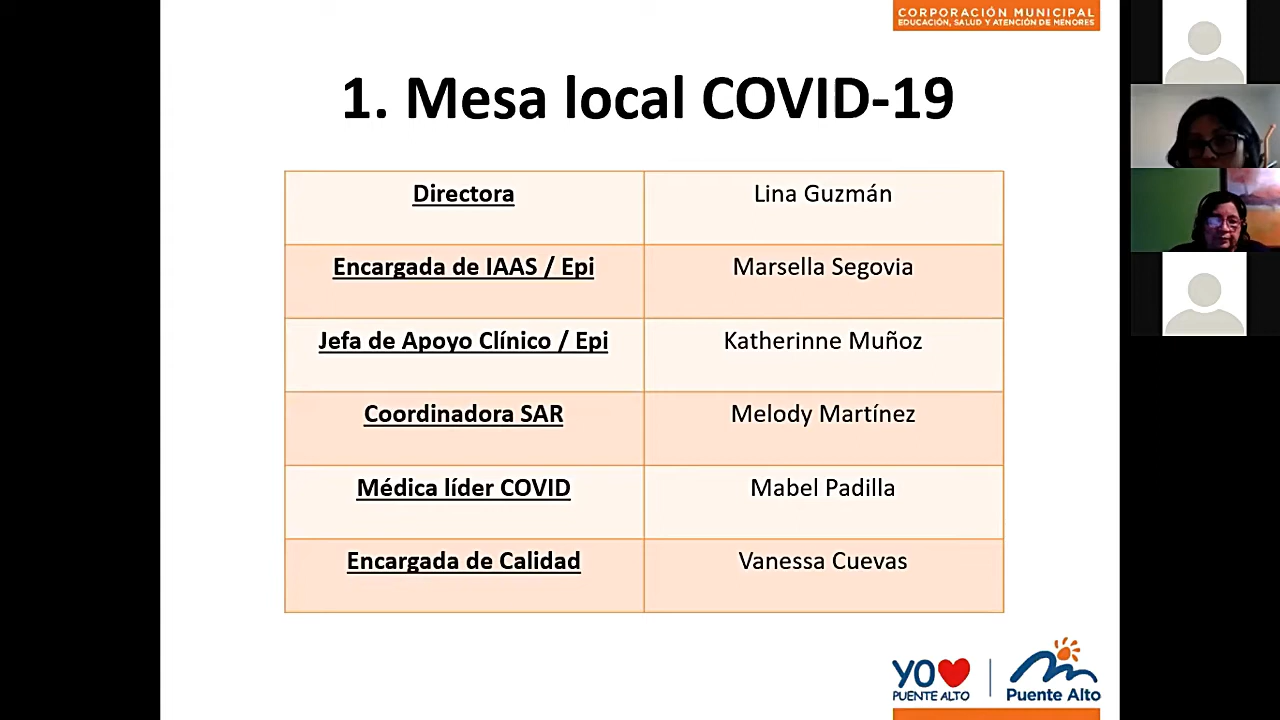 CORPORACIÓN MUNICIPAL
EDUCACIÓN, SALUD Y ATENCIÓN DE MENORES
1. Mesa local COVID-19
Directora Lina Guzmán
Encargada de IAAS / Epi Marsella Segovia
Jefa de Apoyo Clínico / Epi Katherinne Muñoz
Coordinadora SAR Melody Martínez
Médica líder COVID Mabel Padilla
Encargada de Calidad Vanessa Cuevas
YO
PUENTE ALTO
Puente Alto